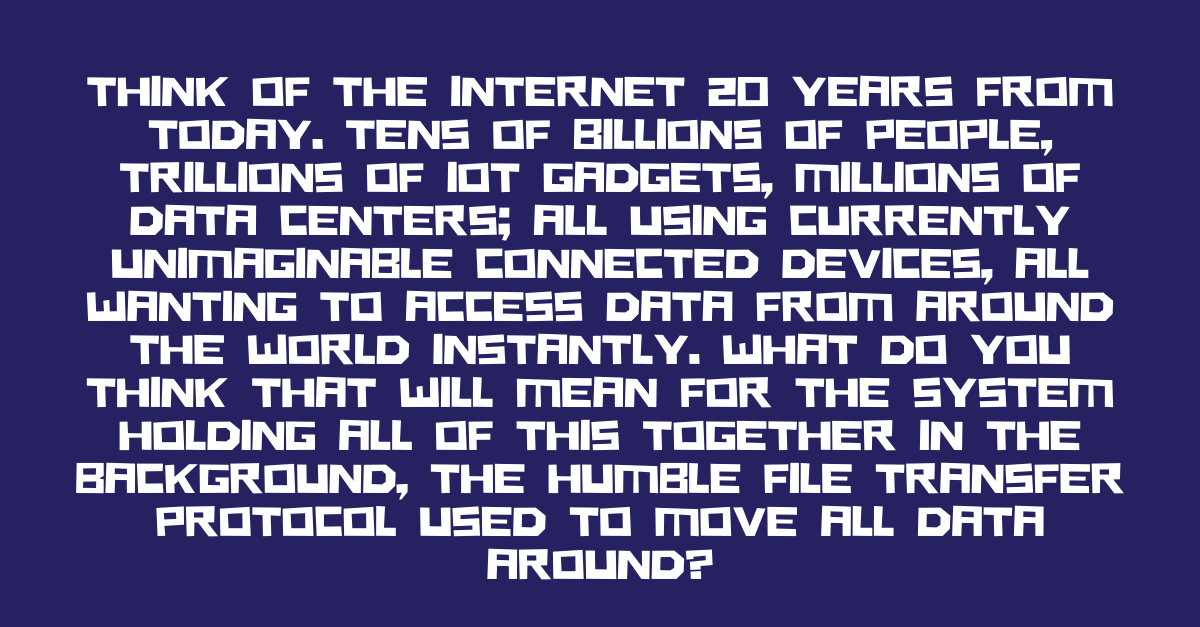 THINK OF THE INTERNET 20 YEARS FROM
TODAY. TENS OF BILLIONS OF PEOPLE,
TRILLIONS OF IOT GADGETS, MILLIONS OF
DATA CENTERS; ALL USING CURRENTLY
UNIMAGINABLE CONNECTED DEVICES, ALL
WANTING TO ACCESS DATA FROM AROUND
THE WORLD INSTANTLY. WHAT DO YOU
THINK THAT WILL MEAN FOR THE SYSTEM
HOLDING ALL OF THIS TOGETHER IN THE
BACKGROUND, THE HUMBLE FILE TRANSFER
PROTOCOL USED TO MOVE ALL DATA
AROUND?